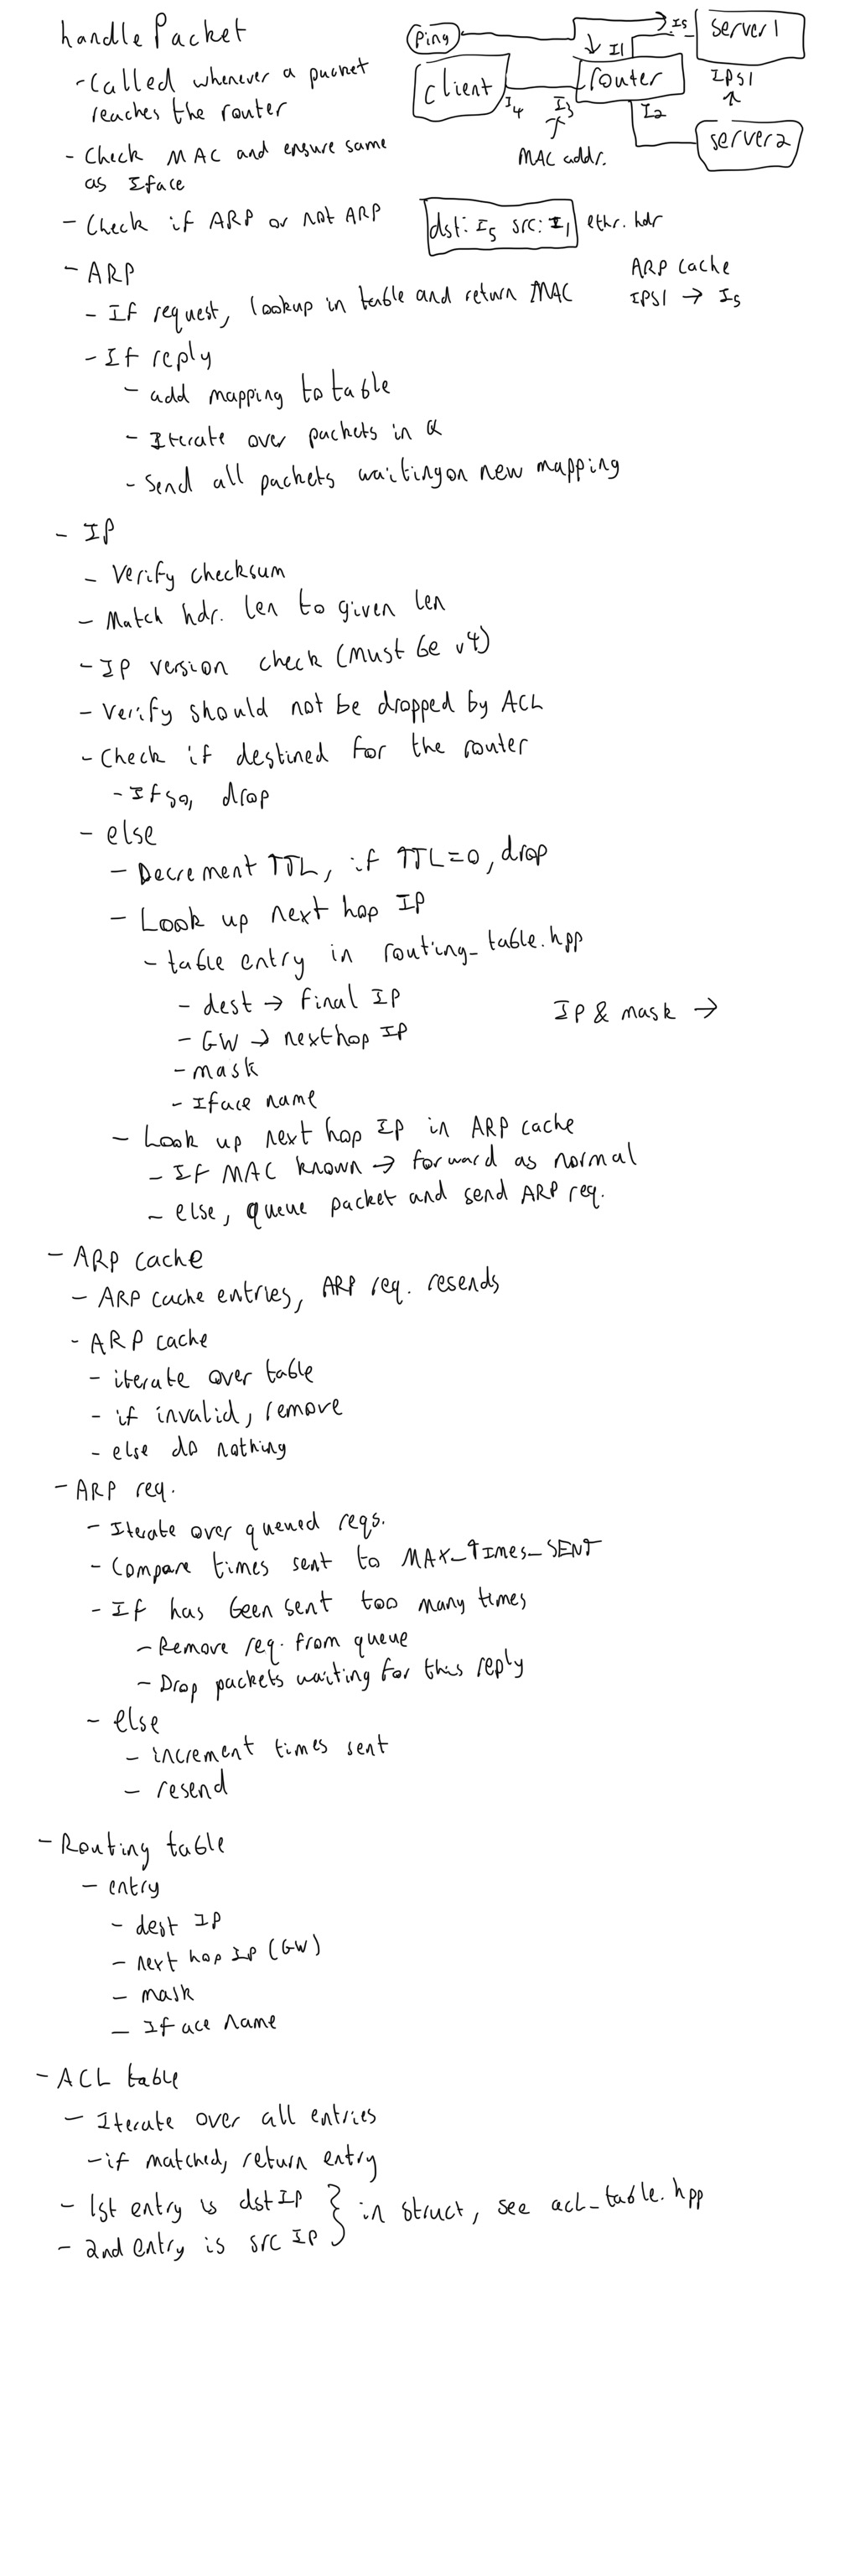 handlePacket
- Called whenever a packet
reaches the router
- Check MAC and ensure same
as Iface
- Check if ARP or not ARP
Ping
client
I4
I3
MAC addr.
router
I1
I2
I5
server1
IPS1
server2
dst: I5 src: I1 ethr. hdr
ARP cache
IPS1 → I5
- ARP
- If request, lookup in table and return MAC
- If reply
- add mapping to table
- Iterate over packets in Q
- Send all packets waiting on new mapping
- IP
- Verify checksum
- Match hdr. len to given len
- IP version check (must be v4)
- Verify should not be dropped by ACL
- Check if destined for the router
- If so, drop
- else
- Decrement TTL, if TTL=0, drop
- Look up next hop IP
- table entry in routing_table.hpp
- dest → final IP
- GW → nexthop IP
- mask
- Iface name
IP & mask →
- Look up next hop IP in ARP cache
- If MAC known → forward as normal
- else, queue packet and send ARP req.
- ARP cache
- ARP cache entries, ARP req. resends
- ARP cache
- iterate over table
- if invalid, remove
- else do nothing
- ARP req.
- Iterate over queued reqs.
- Compare times sent to MAX_TIMES_SENT
- If has been sent too many times
- Remove req. from queue
- Drop packets waiting for this reply
- else
- increment times sent
- resend
- Routing table
- entry
- dest IP
- next hop IP (GW)
- mask
- Iface name
- ACL table
- Iterate over all entries
- if matched, return entry
- 1st entry is dst IP } in struct, see acl_table.hpp
- 2nd entry is src IP